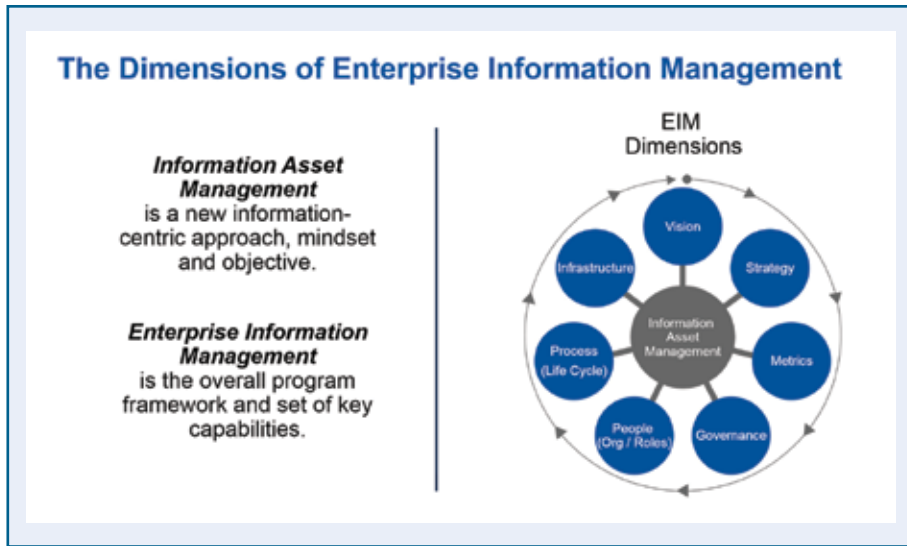 The Dimensions of Enterprise Information Management
Information Asset
Management
is a new information-
centric approach, mindset
and objective.
Enterprise Information
Management
is the overall program
framework and set of key
capabilities.
EIM
Dimensions
Vision
Strategy
Metrics
Governance
People
(Org / Roles)
Process
(Life Cycle)
Infrastructure
Information
Asset
Management